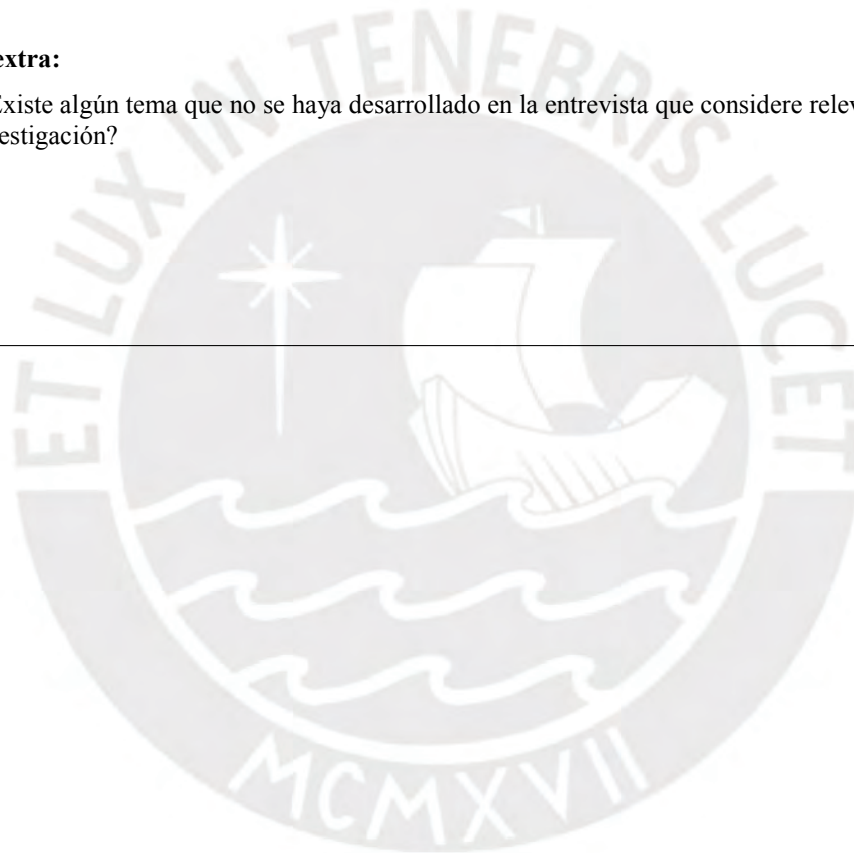 extra:
Existe algún tema que no se haya desarrollado en la entrevista que considere
estigación?
ET LUX IN TENEBRIS LUCET
MCMXVII